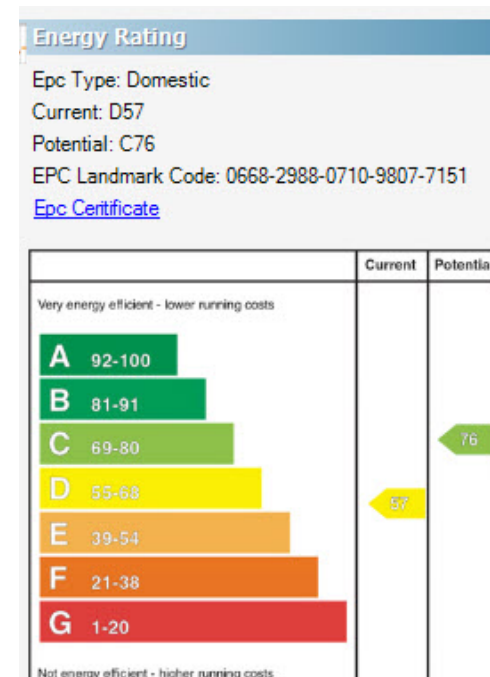 Energy Rating
Epc Type: Domestic
Current: D57
Potential: C76
EPC Landmark Code: 0668-2988-0710-9807-7151
Epc Certificate
Current Potentia
Very energy efficient - lower running costs
A 92-100
B 81-91
C 69-80
76
D 55-68
57
E 39-54
F 21-38
G 1-20
Not energy efficient - higher running costs